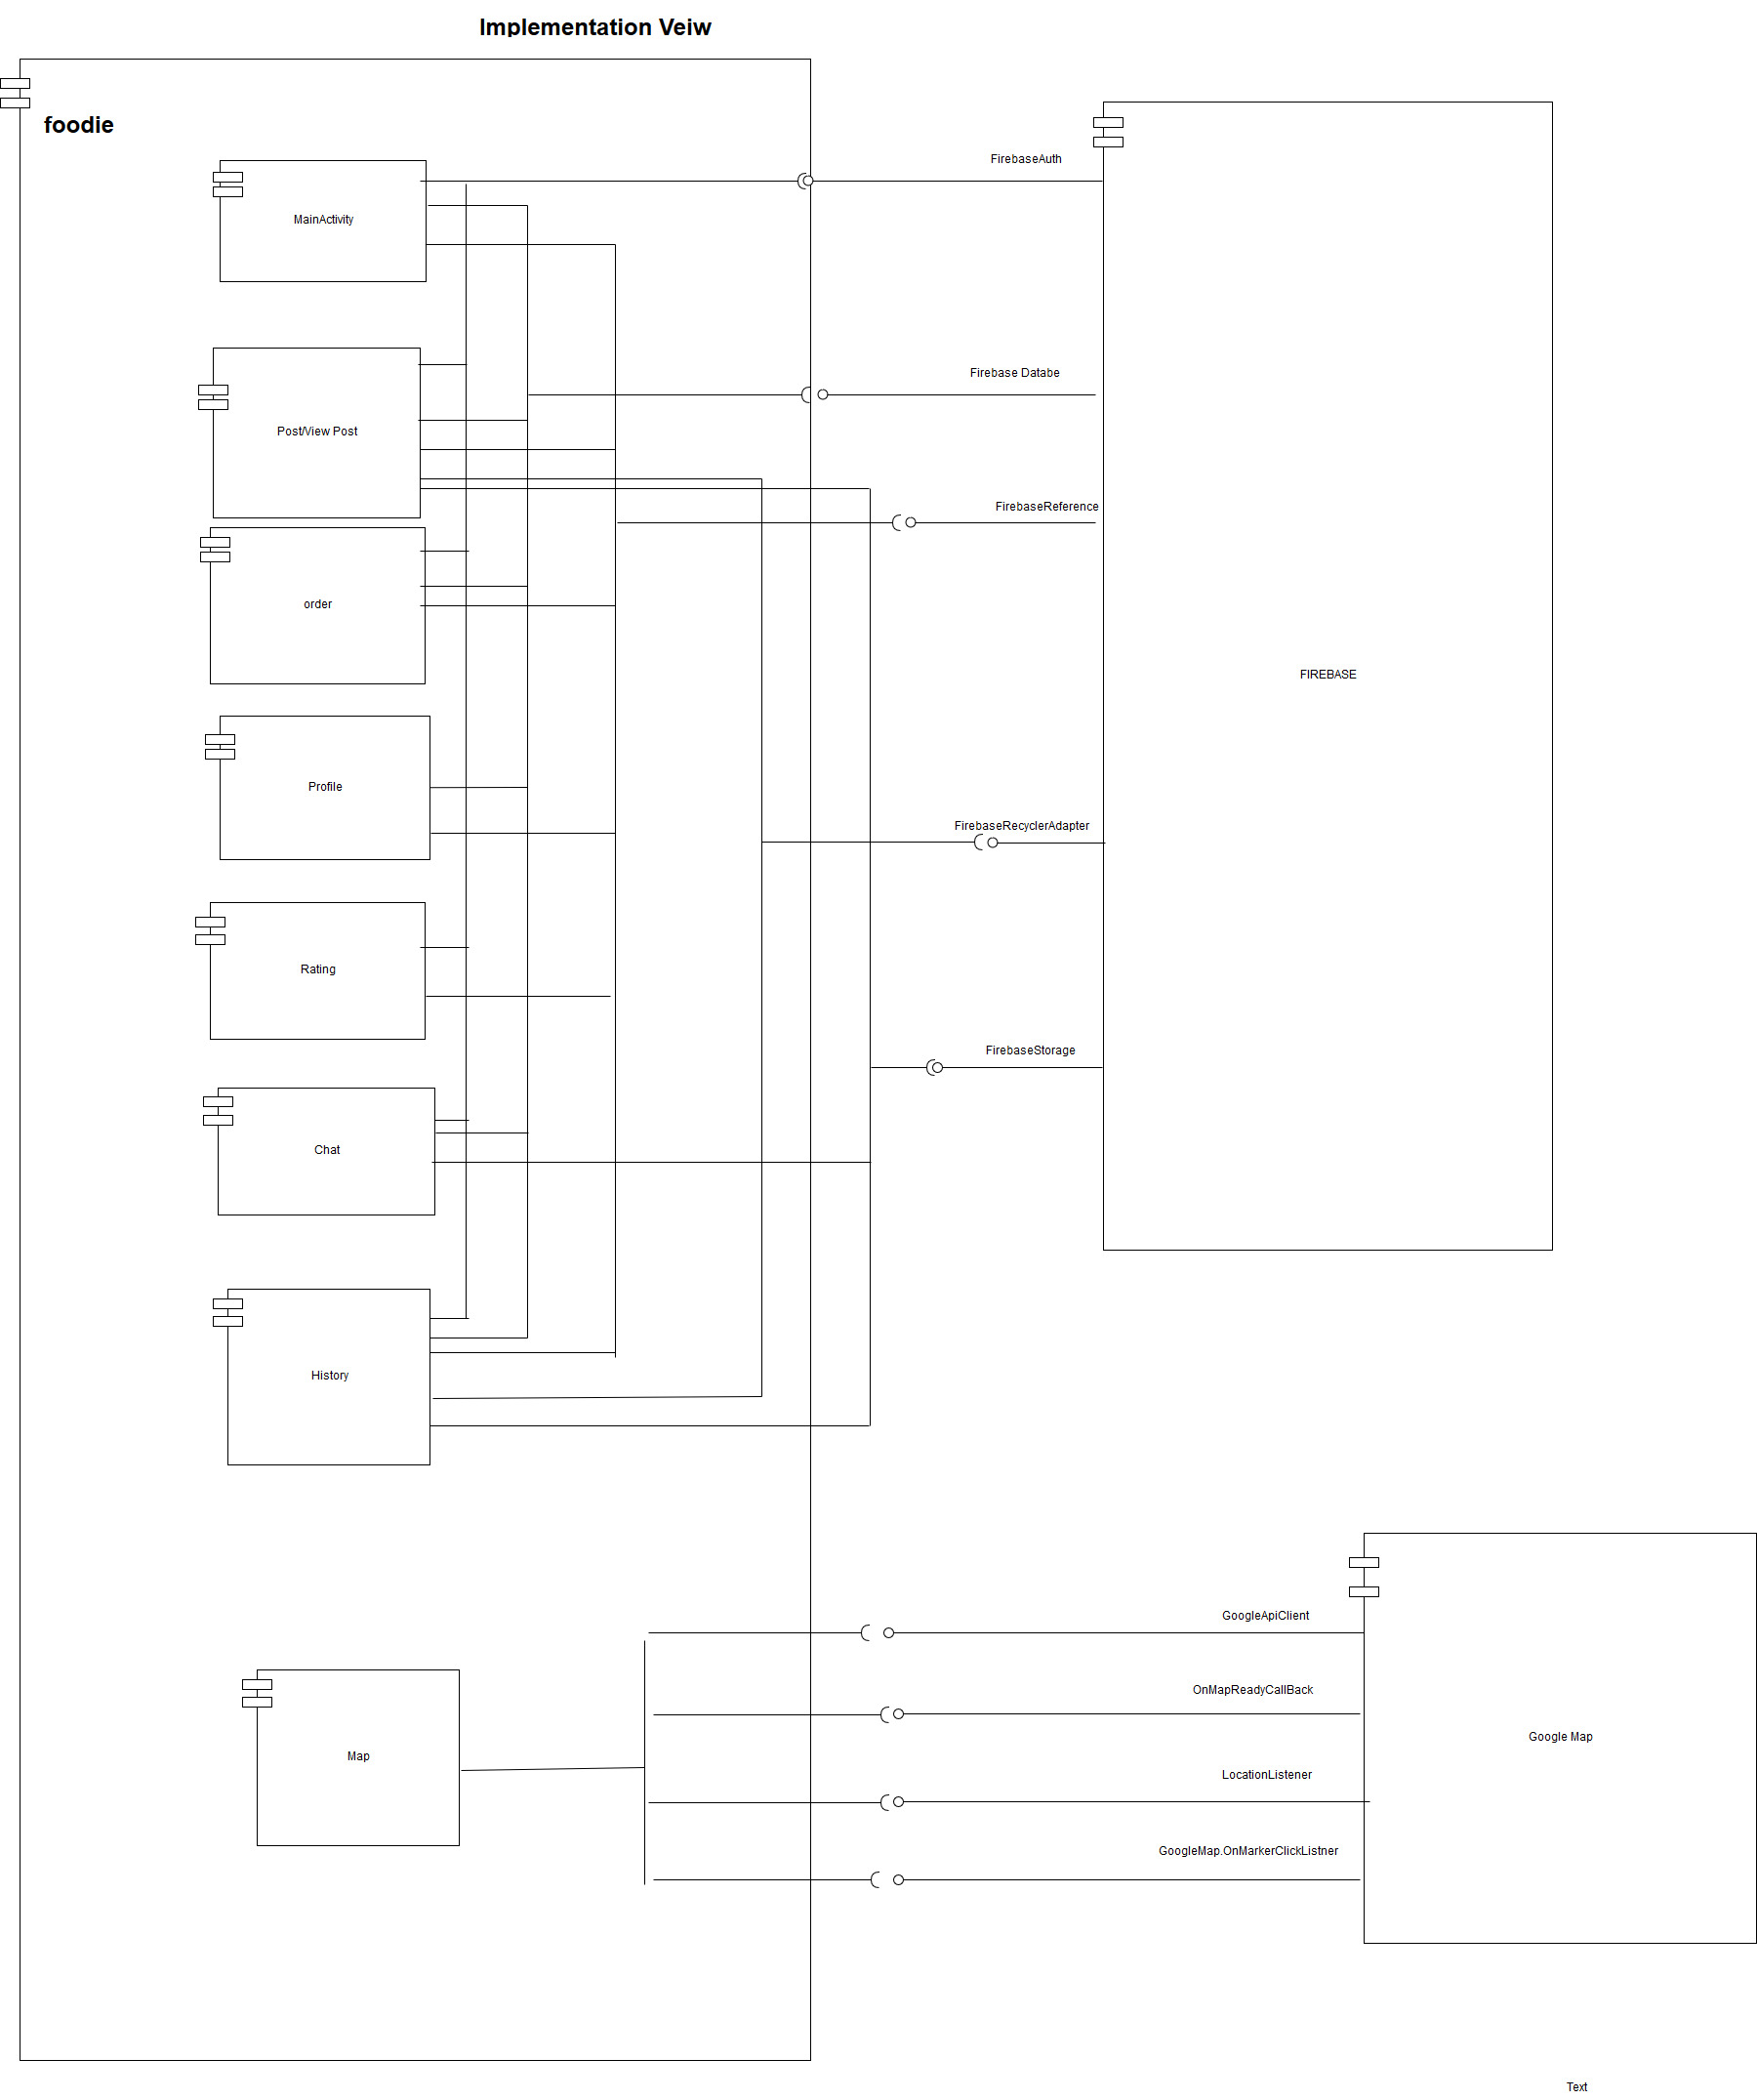 Implementation Veiw
foodie
FirebaseAuth
MainActivity
Firebase Databe
Post/View Post
FirebaseReference
order
FIREBASE
Profile
FirebaseRecyclerAdapter
Rating
FirebaseStorage
Chat
History
GoogleApiClient
OnMapReadyCallBack
Google Map
Map
LocationListener
GoogleMap.OnMarkerClickListner
Text